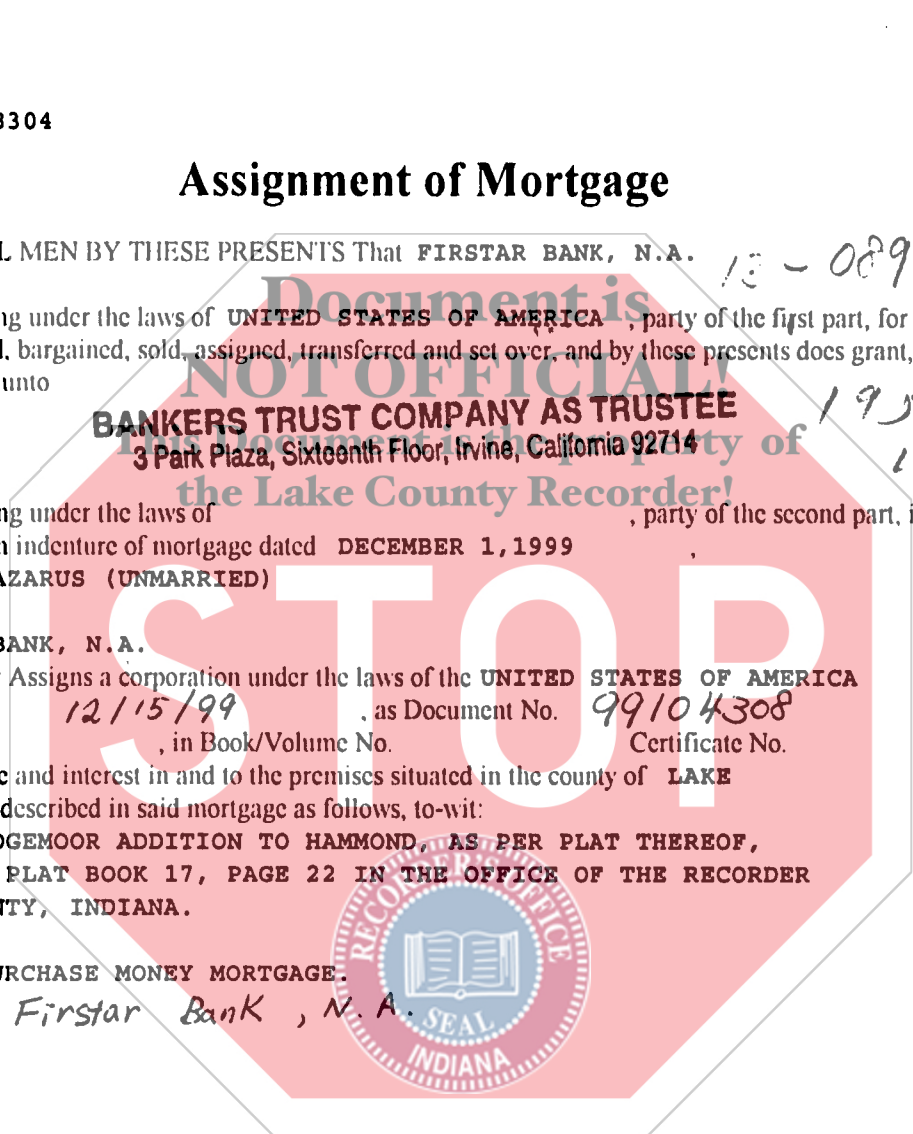 3304
Assignment of Mortgage
L MEN BY THESE PRESENTS That FIRSTAR BANK, N.A.
- 089
Document is
ng under the laws of UNITED STATES OF AMERICA , party of the first part, for
d, bargained, sold, assigned, transferred and set over, and by these presents does grant,
NOT OFFICIAL!
unto
BANKERS TRUST COMPANY AS TRUSTEE
This Document is the property of
3 Park Plaza, Sixteenth Floor, Irvine, California 92714
the Lake County Recorder!
ng under the laws of , party of the second part, i
n indenture of mortgage dated DECEMBER 1,1999 ,
AZARUS (UNMARRIED)
STOP
BANK, N.A.
Assigns a corporation under the laws of the UNITED STATES OF AMERICA
12/15/99 , as Document No. 99104308
, in Book/Volume No. Certificate No.
e and interest in and to the premises situated in the county of LAKE
described in said mortgage as follows, to-wit:
DGEMOOR ADDITION TO HAMMOND, AS PER PLAT THEREOF,
PLAT BOOK 17, PAGE 22 IN THE OFFICE OF THE RECORDER
NTY, INDIANA.
RECORDER'S OFFICE
URCHASE MONEY MORTGAGE.
Firstar Bank , N.A.
SEAL
INDIANA